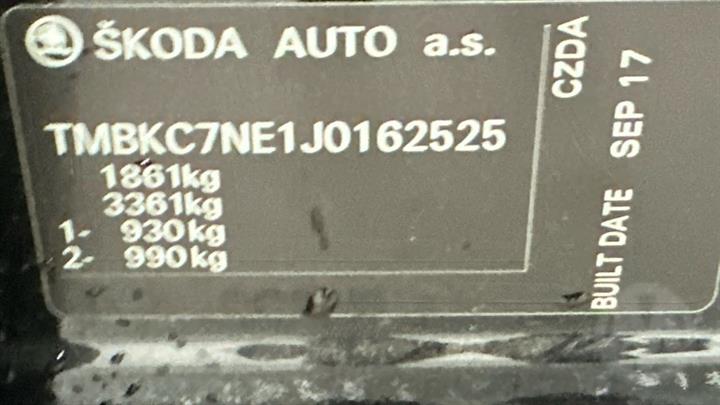 ŠKODA AUTO a.s.
TMBKC7NE1J0162525
1861kg
3361kg
1- 930kg
2- 990kg
CZDA
BUILT DATE SEP 17